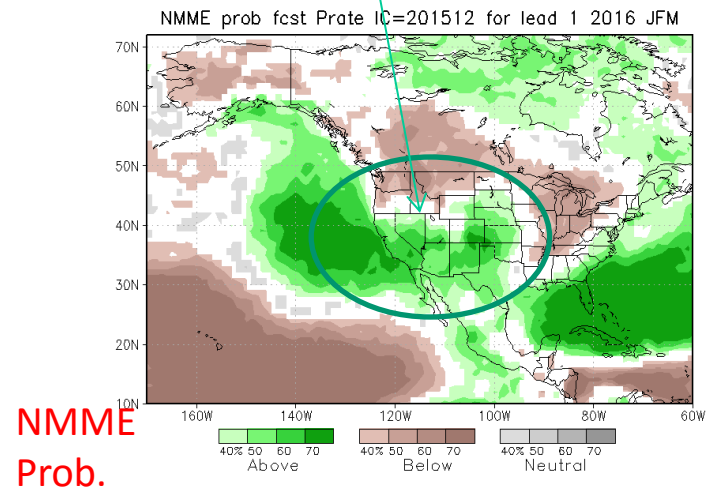 NMME prob fcst Prate IC=201512 for lead 1 2016 JFM
70N
60N
50N
40N
30N
20N
10N
160W 140W 120W 100W 80W 60W
NMME
Prob.
40% 50 60 70
Above
40% 50 60 70
Below
40% 50 60 70
Neutral